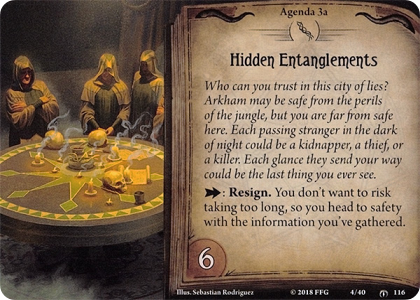 Agenda 3a
Hidden Entanglements
Who can you trust in this city of lies?
Arkham may be safe from the perils
of the jungle, but you are far from safe
here. Each passing stranger in the dark
of night could be a kidnapper, a thief, or
a killer. Each glance they send your way
could be the last thing you ever see.
: Resign. You don't want to risk
taking too long, so you head to safety
with the information you've gathered.
6
Illus. Sebastian Rodriguez
© 2018 FFG
4/40
116